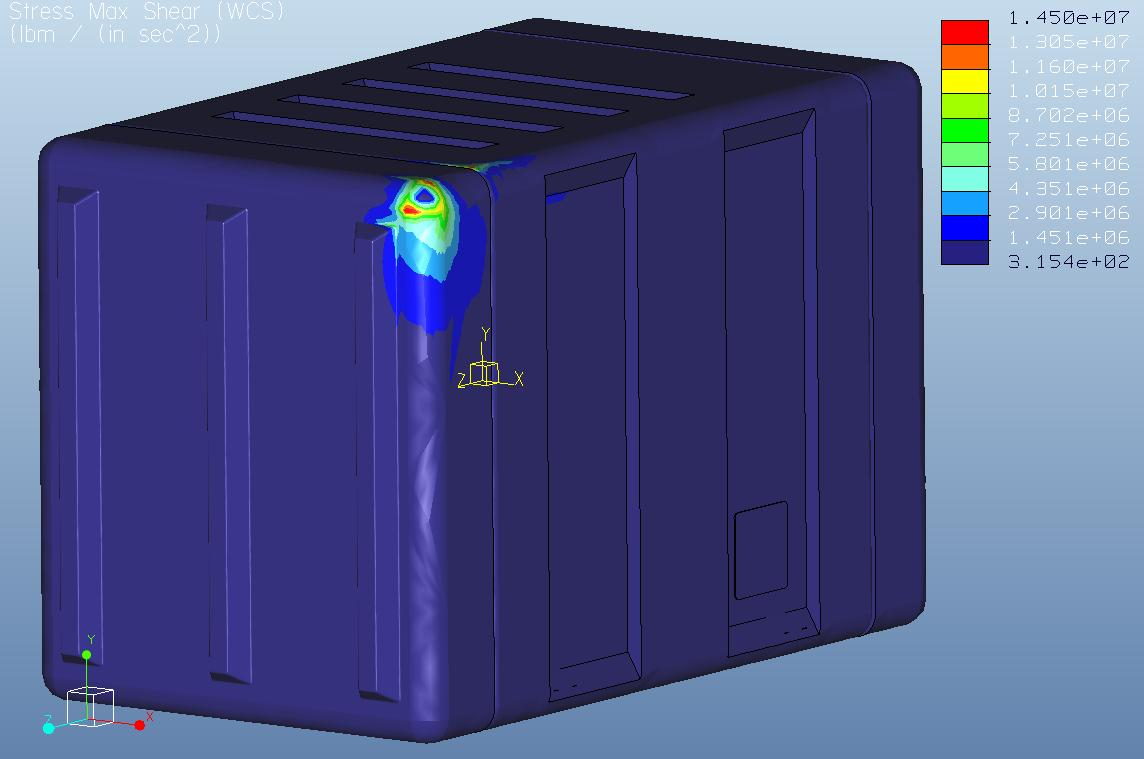 Stress Max Shear (WCS)
(lbm / (in sec^2))
1.450e+07
1.305e+07
1.160e+07
1.015e+07
8.702e+06
7.251e+06
5.801e+06
4.351e+06
2.901e+06
1.451e+06
3.154e+02
Y
Z X
Y
Z X